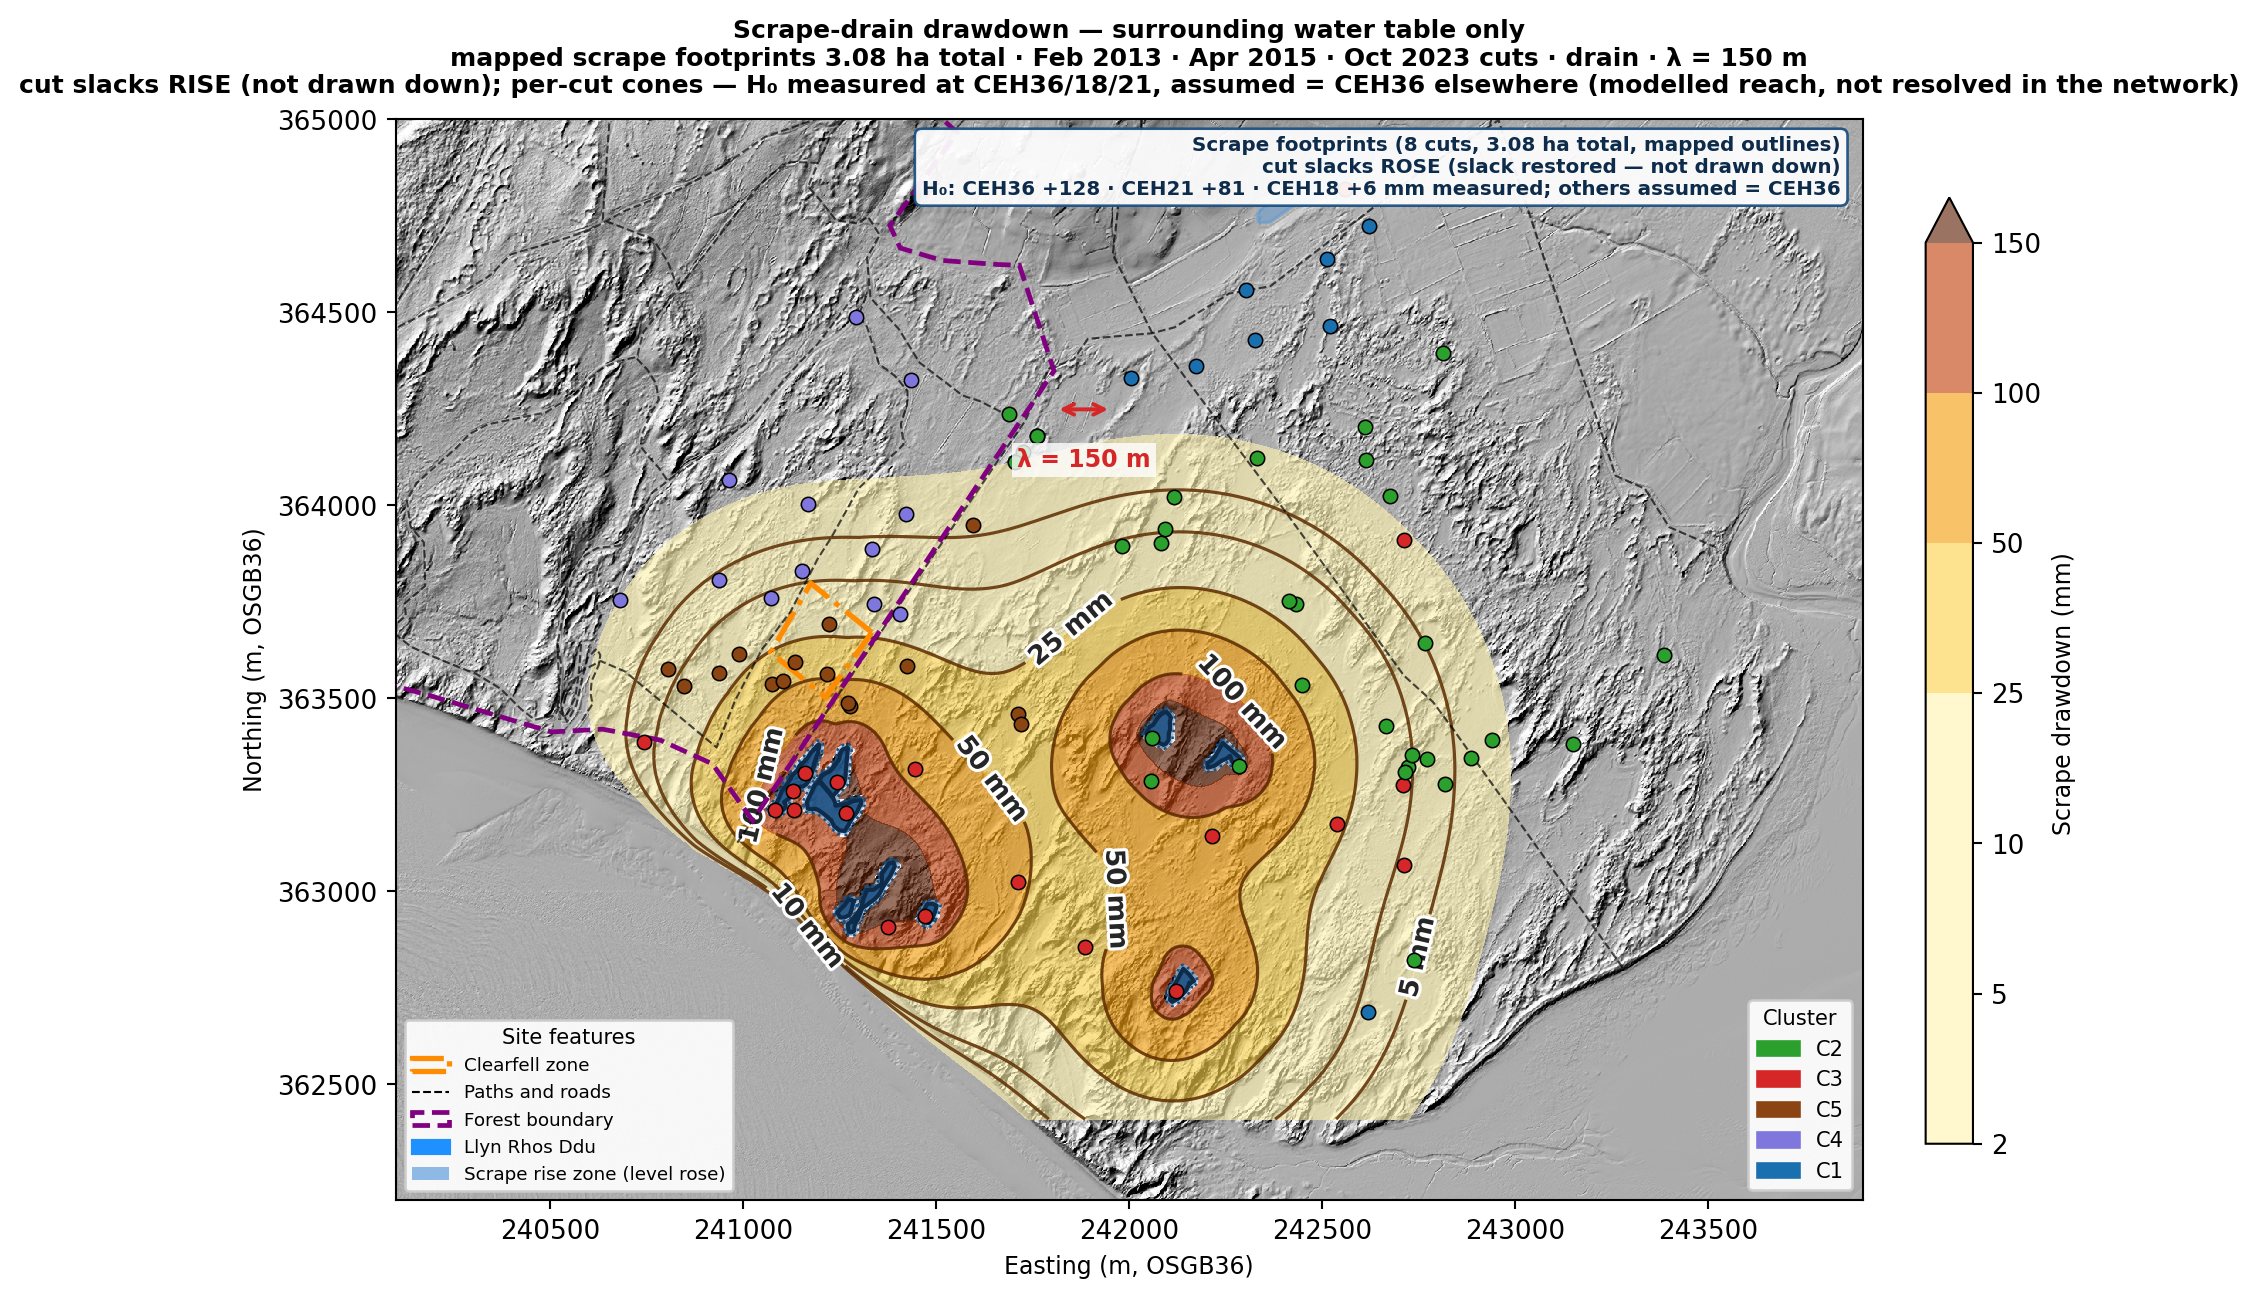 Scrape-drain drawdown — surrounding water table only
mapped scrape footprints 3.08 ha total · Feb 2013 · Apr 2015 · Oct 2023 cuts · drain · λ = 150 m
cut slacks RISE (not drawn down); per-cut cones — H₀ measured at CEH36/18/21, assumed = CEH36 elsewhere (modelled reach, not resolved in the network)
Scrape footprints (8 cuts, 3.08 ha total, mapped outlines)
cut slacks ROSE (slack restored — not drawn down)
H₀: CEH36 +128 · CEH21 +81 · CEH18 +6 mm measured; others assumed = CEH36
365000
364500
364000
363500
363000
362500
Northing (m, OSGB36)
λ = 150 m
25 mm
100 mm
50 mm
100 mm
50 mm
10 mm
5 mm
Site features
Clearfell zone
Paths and roads
Forest boundary
Llyn Rhos Ddu
Scrape rise zone (level rose)
Cluster
C2
C3
C5
C4
C1
240500
241000
241500
242000
242500
243000
243500
Easting (m, OSGB36)
150
100
50
25
10
5
2
Scrape drawdown (mm)